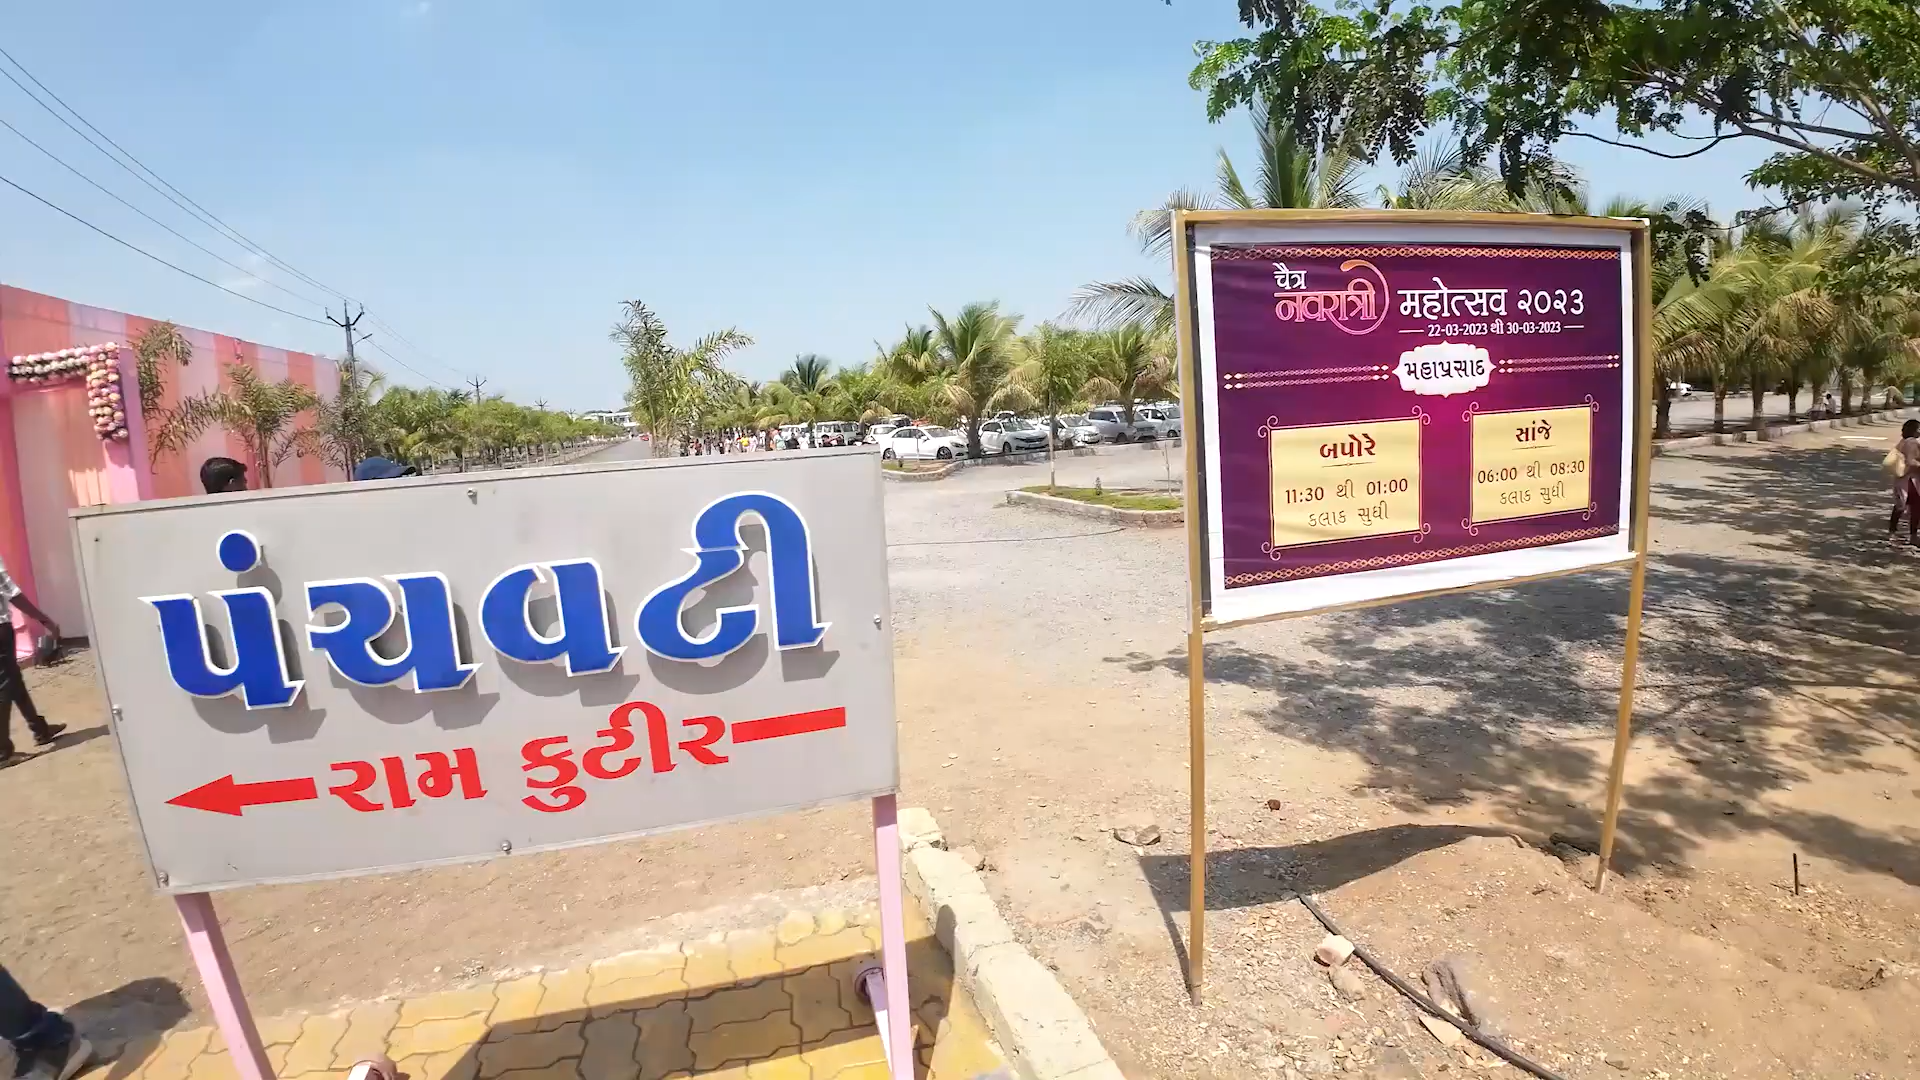 પંચવટી
રામ કુટીર
चैत्र
नवरात्री महोत्सव २०२३
22-03-2023 થી 30-03-2023
મહાપ્રસાદ
બપોરે
11:30 થી 01:00
કલાક સુધી
સાંજે
06:00 થી 08:30
કલાક સુધી